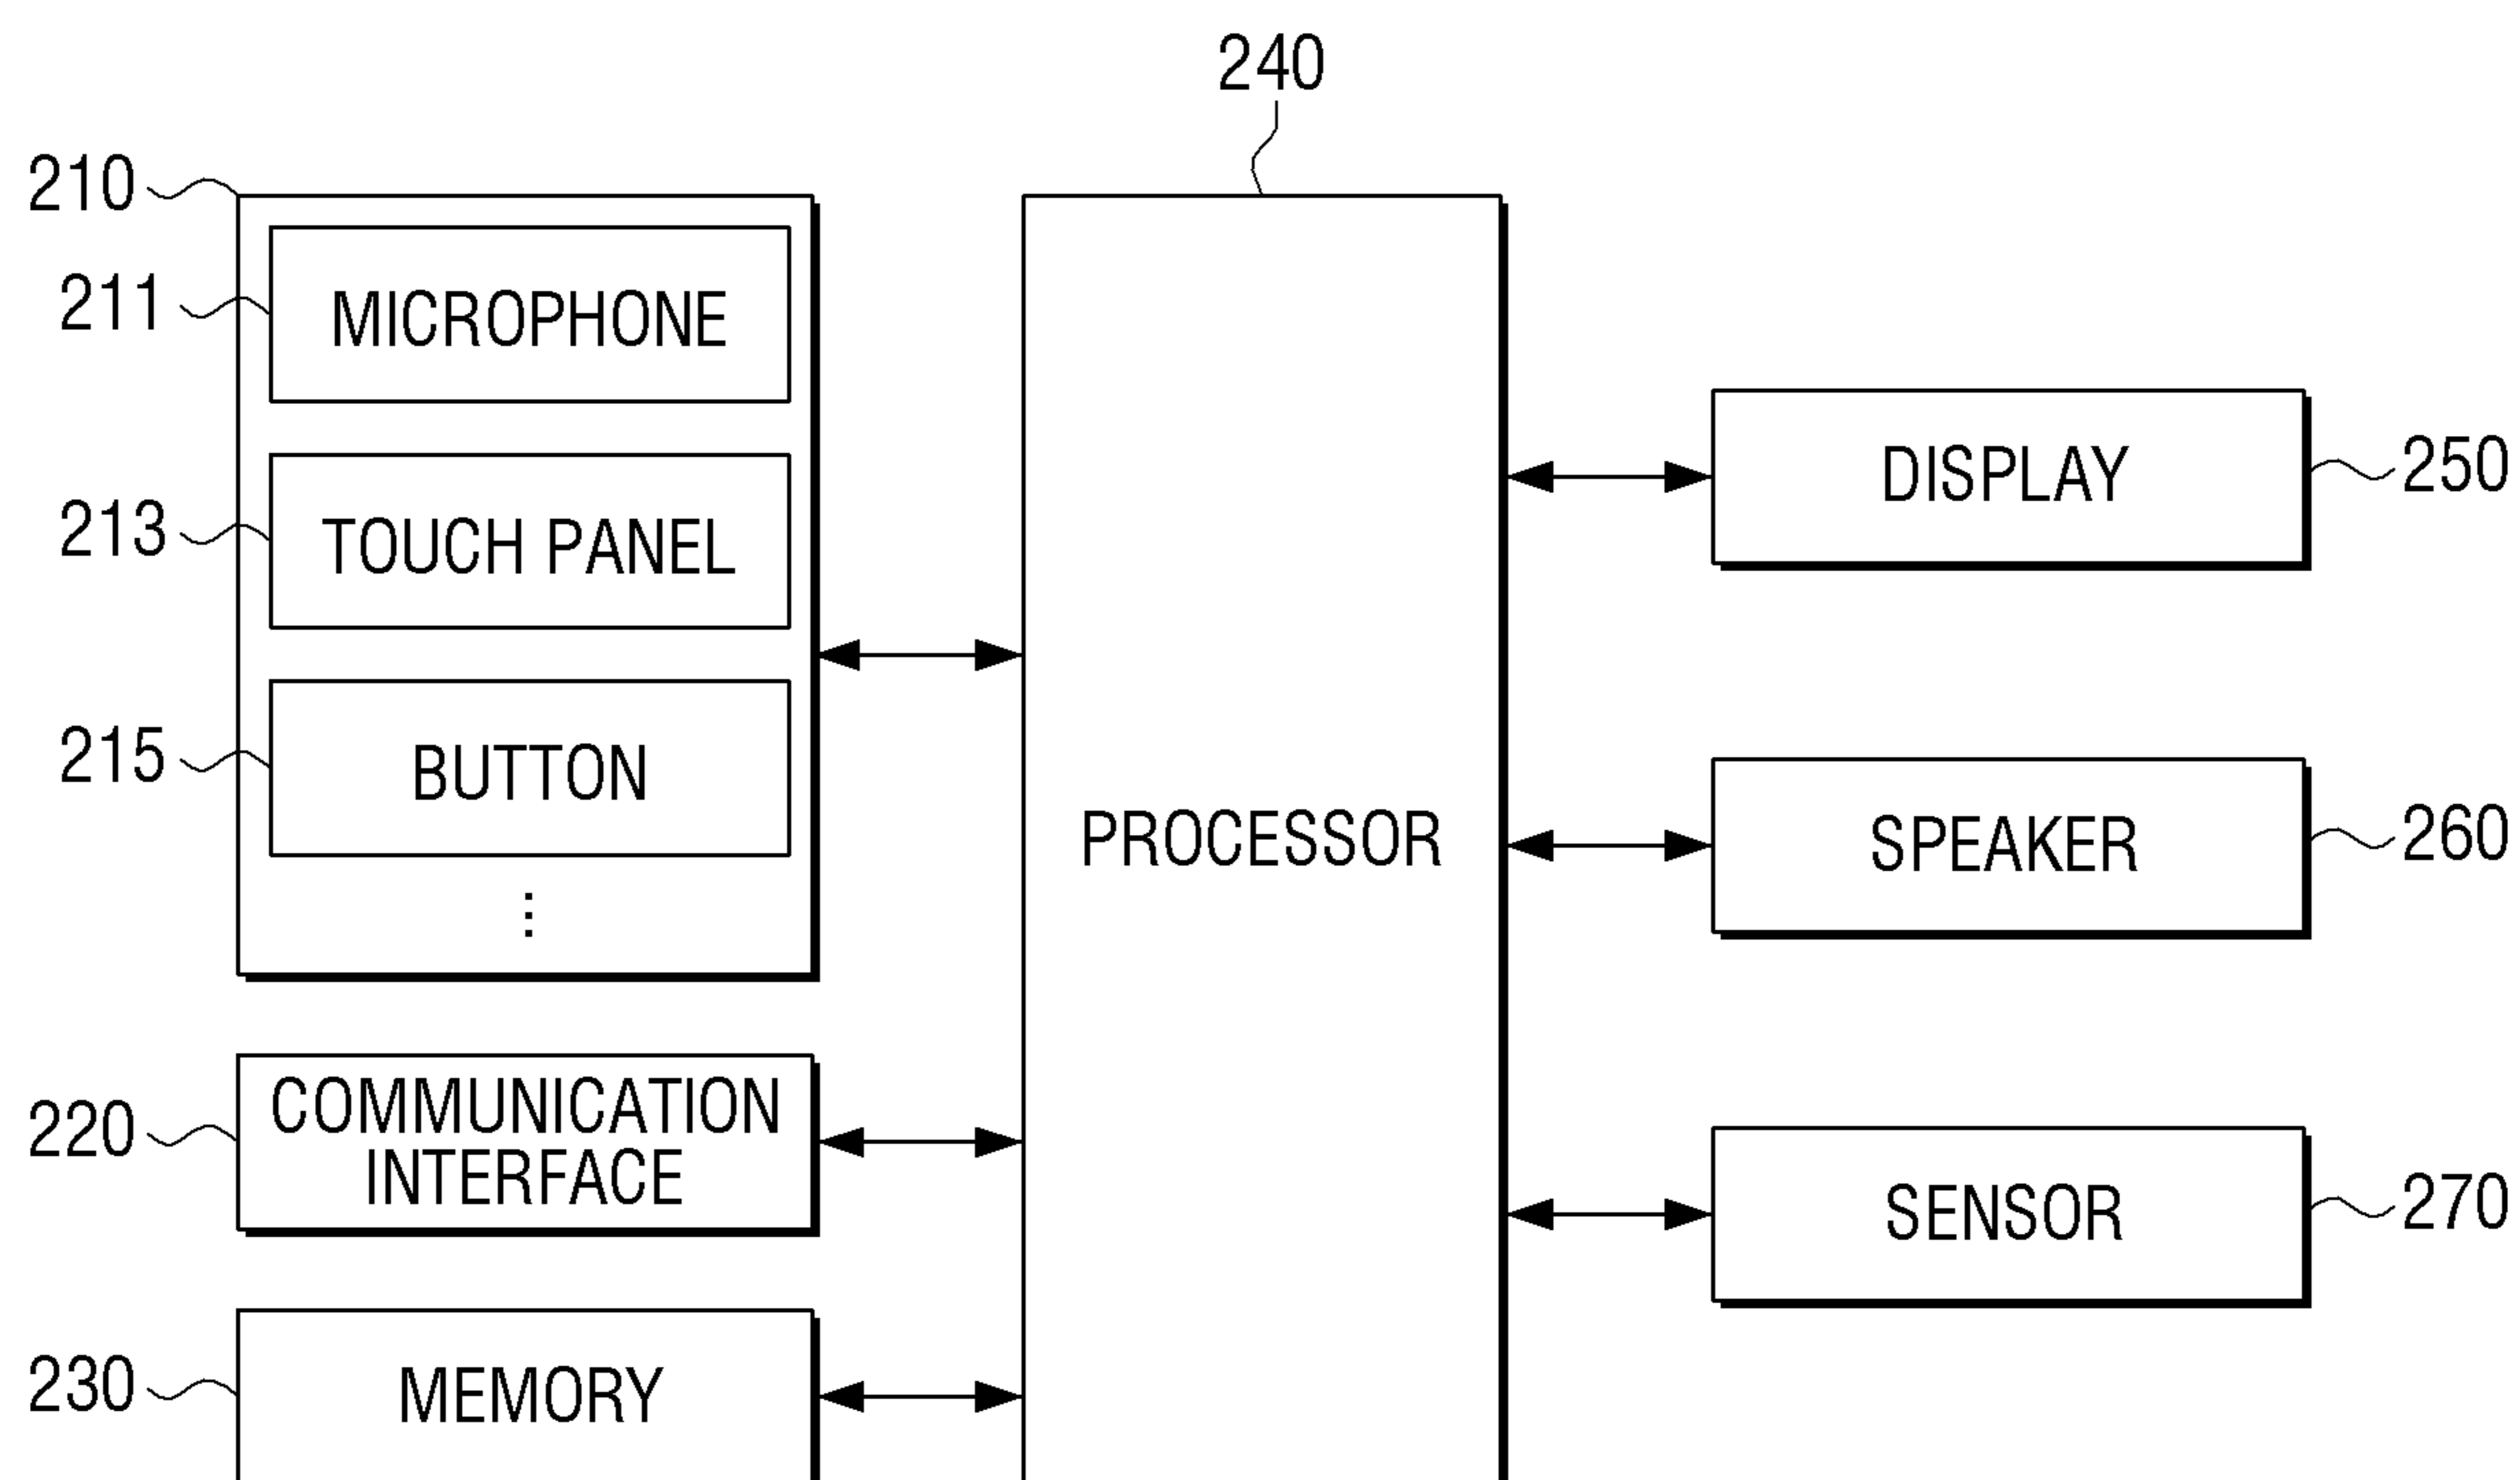 240
210
211
MICROPHONE
213
TOUCH PANEL
215
BUTTON
⋮
220
COMMUNICATION
INTERFACE
230
MEMORY
PROCESSOR
DISPLAY
250
SPEAKER
260
SENSOR
270